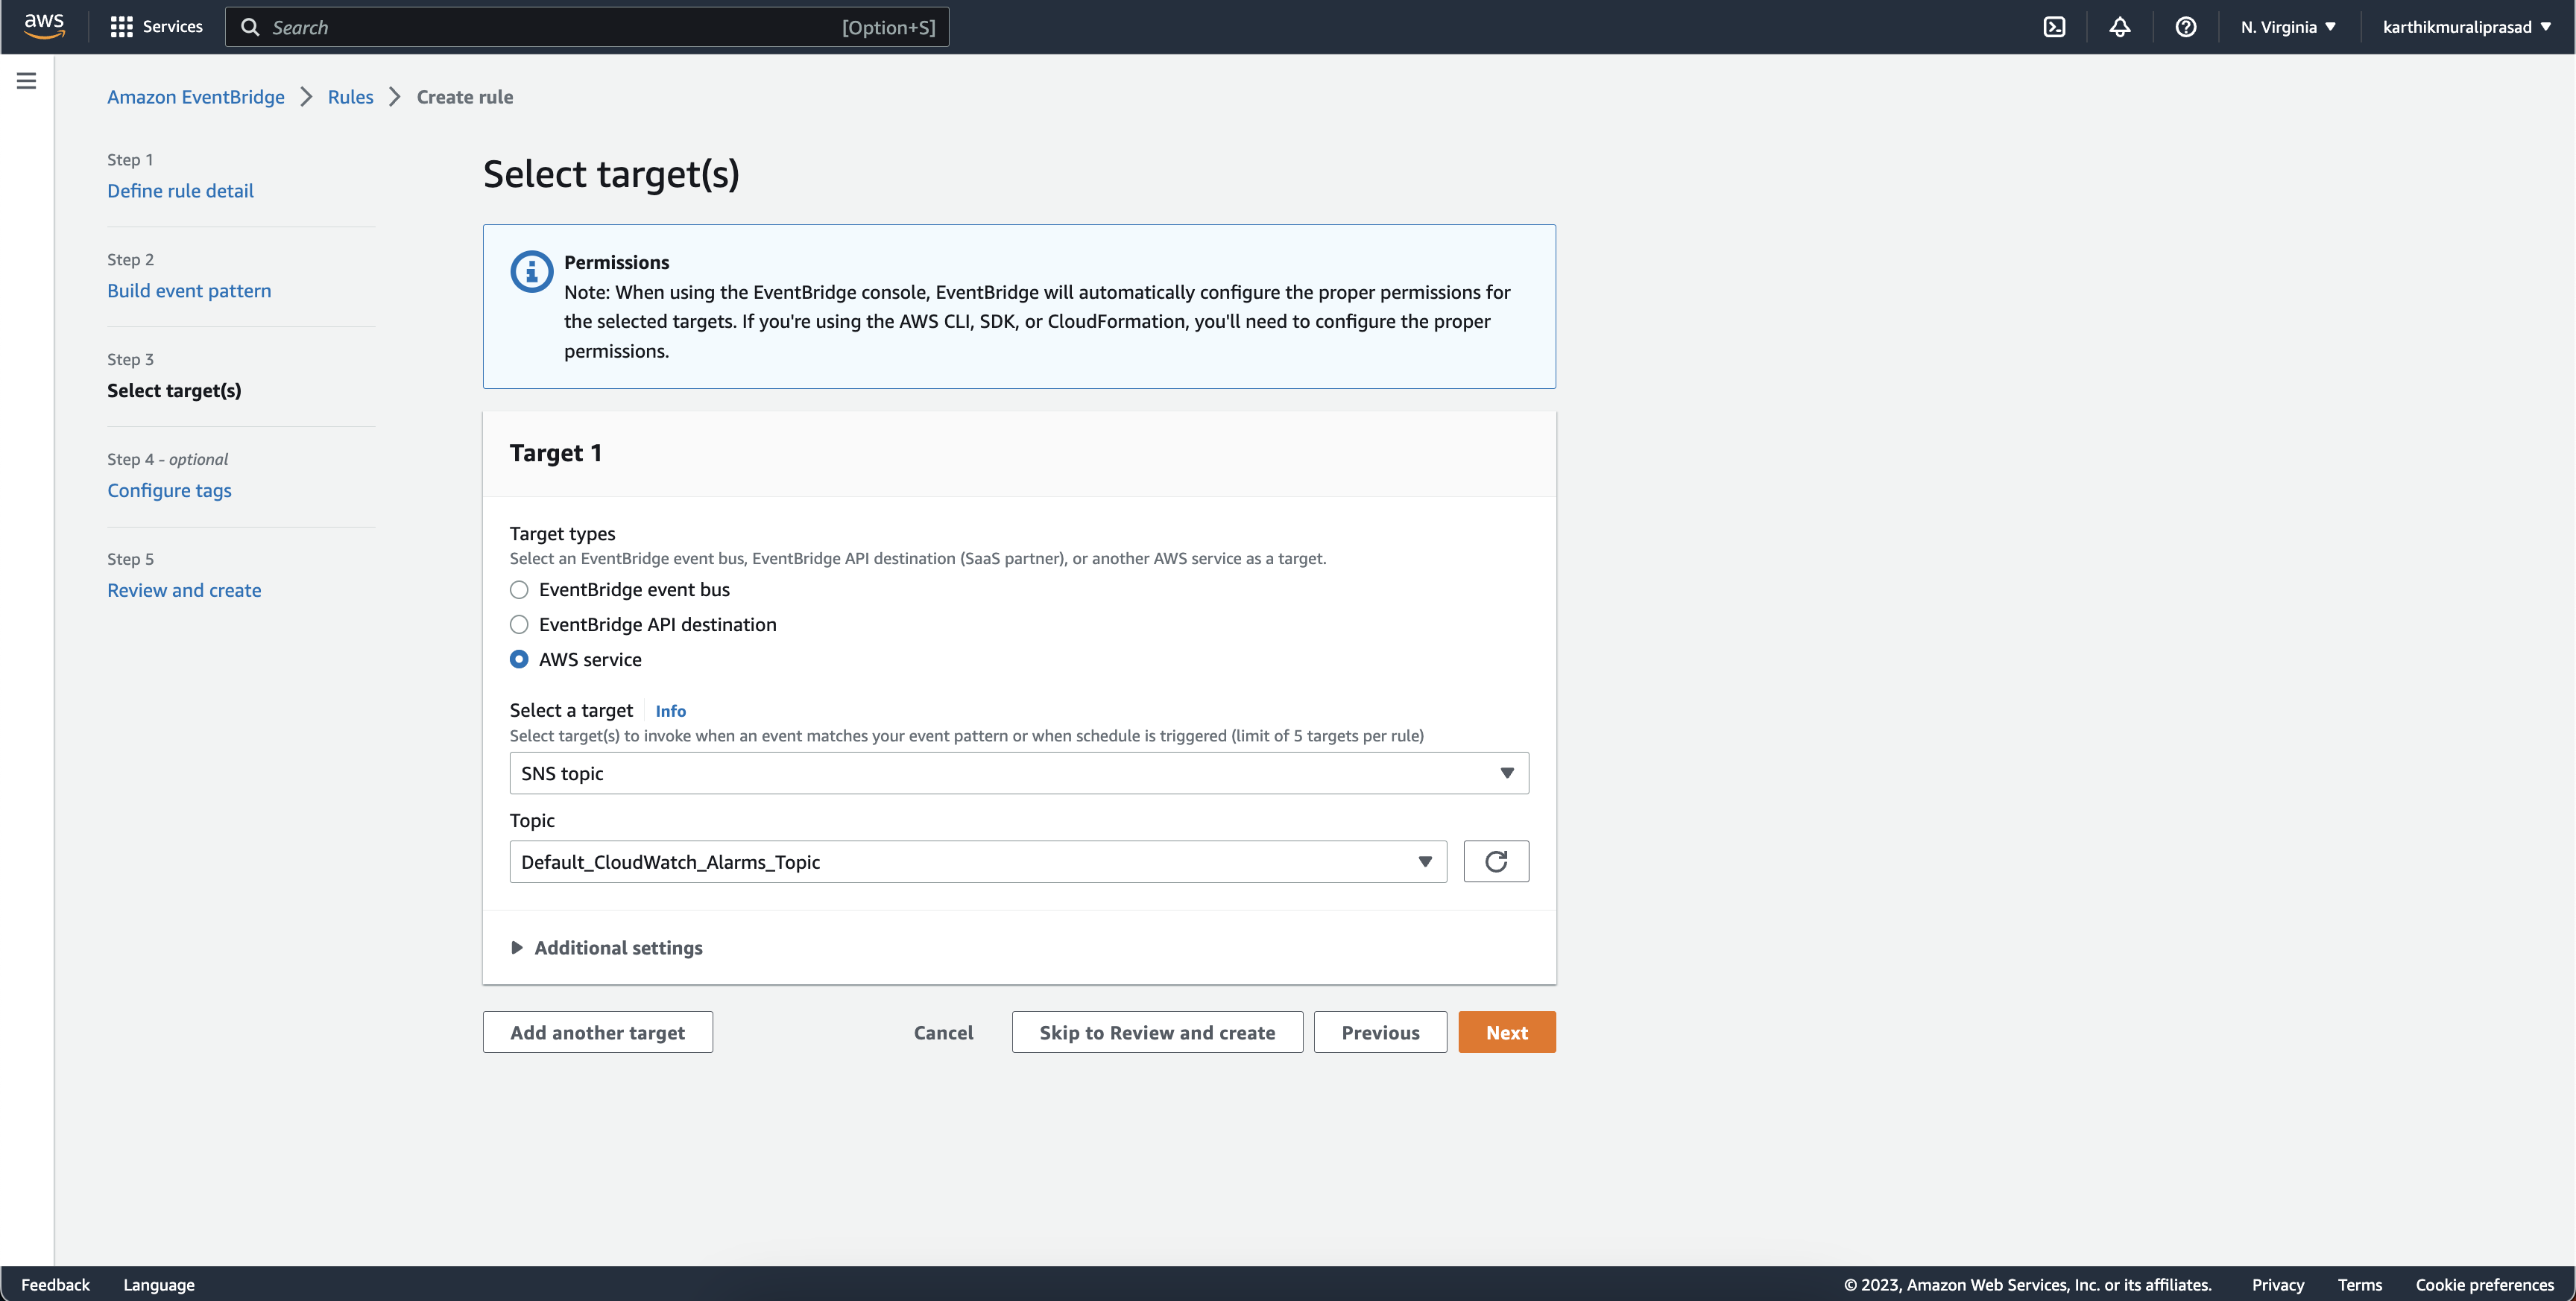 aws
Services
Search
[Option+S]
N. Virginia
karthikmuraliprasad
Amazon EventBridge
Rules
Create rule
Step 1
Define rule detail
Step 2
Build event pattern
Step 3
Select target(s)
Step 4 - optional
Configure tags
Step 5
Review and create
Select target(s)
Permissions
Note: When using the EventBridge console, EventBridge will automatically configure the proper permissions for
the selected targets. If you're using the AWS CLI, SDK, or CloudFormation, you'll need to configure the proper
permissions.
Target 1
Target types
Select an EventBridge event bus, EventBridge API destination (SaaS partner), or another AWS service as a target.
EventBridge event bus
EventBridge API destination
AWS service
Select a target
Info
Select target(s) to invoke when an event matches your event pattern or when schedule is triggered (limit of 5 targets per rule)
SNS topic
Topic
Default_CloudWatch_Alarms_Topic
Additional settings
Add another target
Cancel
Skip to Review and create
Previous
Next
Feedback
Language
© 2023, Amazon Web Services, Inc. or its affiliates.
Privacy
Terms
Cookie preferences